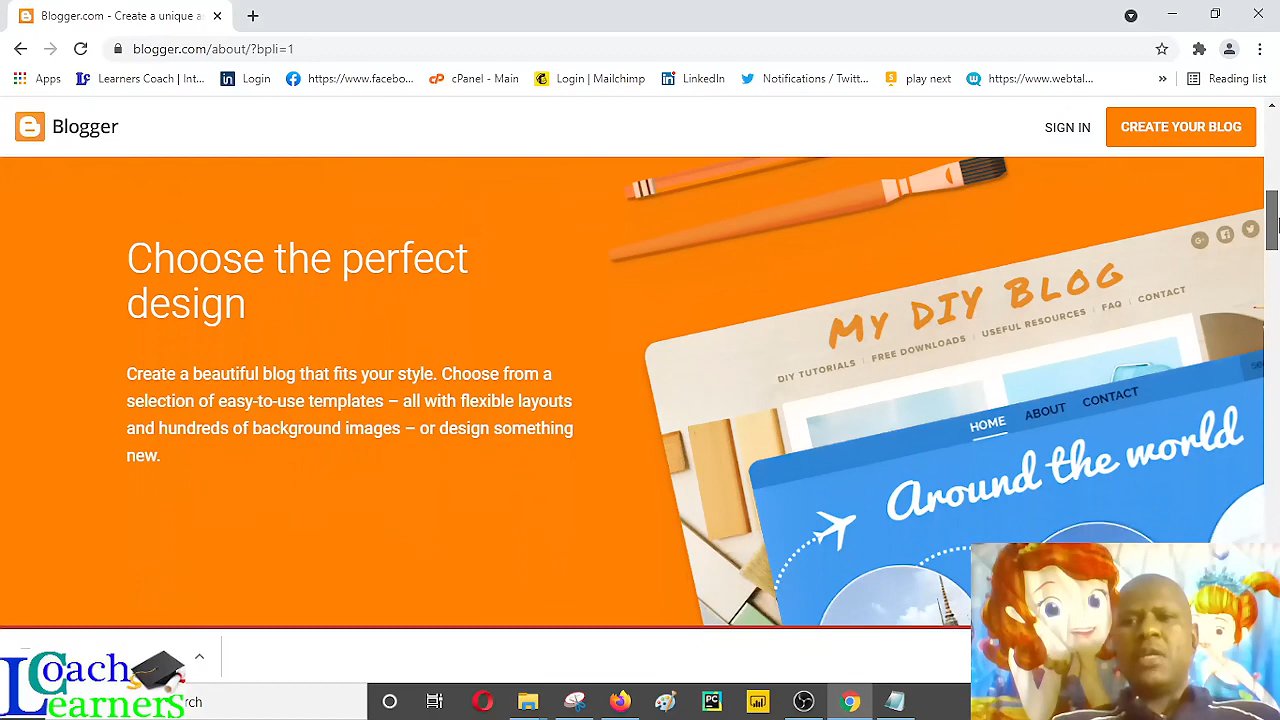 Blogger.com - Create a unique a
blogger.com/about/?bpli=1
Apps
Learners Coach | Int...
Login
https://www.facebo...
cPanel - Main
Login | Mailchimp
LinkedIn
Notifications / Twitt...
play next
https://www.webtal...
»
Reading list
Blogger
SIGN IN
CREATE YOUR BLOG
Choose the perfect
design
Create a beautiful blog that fits your style. Choose from a
selection of easy-to-use templates – all with flexible layouts
and hundreds of background images – or design something
new.
MY DIY BLOG
DIY TUTORIALS | FREE DOWNLOADS | USEFUL RESOURCES | FAQ | CONTACT
HOME ABOUT CONTACT
Around the world
Coach
Learners
PC